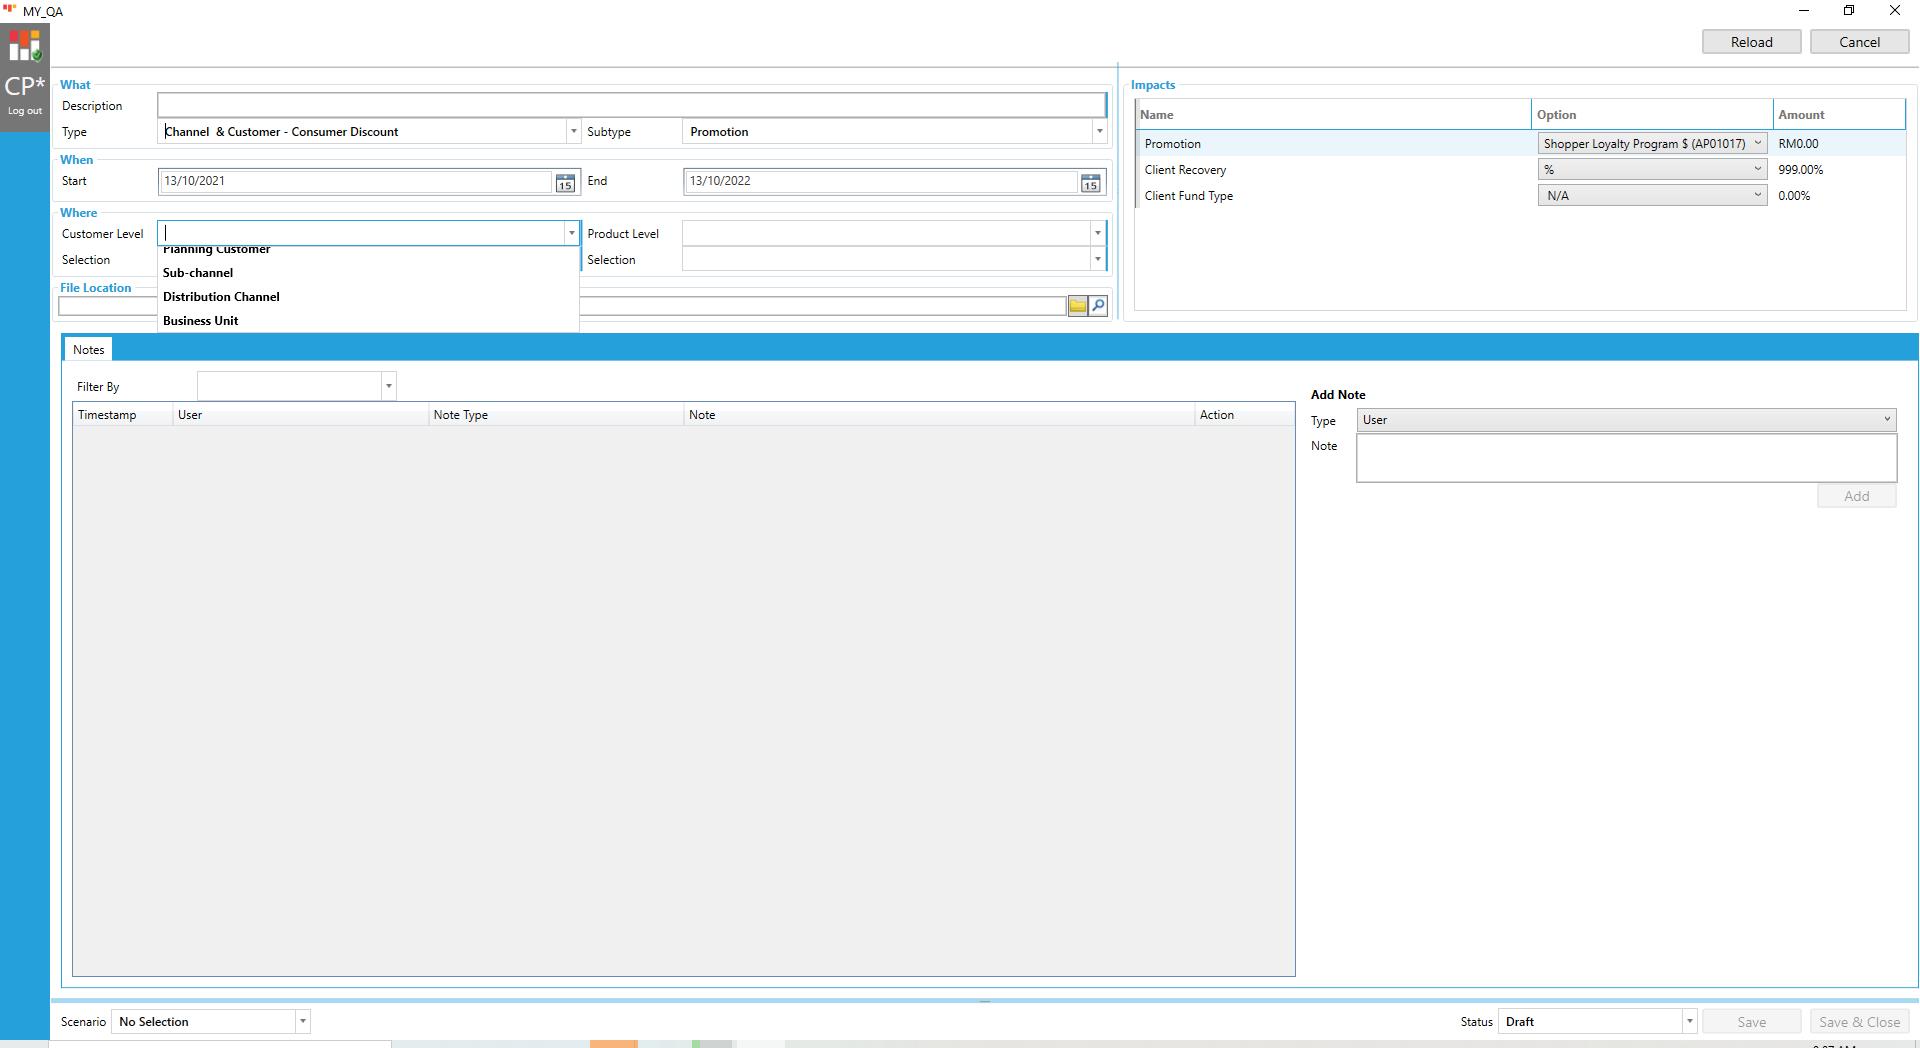 MY_QA
Reload
Cancel
CP*
Log out
What
Description
Type
Channel  & Customer - Consumer Discount
Subtype
Promotion
When
Start
13/10/2021
15
End
13/10/2022
15
Where
Customer Level
Product Level
Planning Customer
Selection
Selection
Sub-channel
Distribution Channel
Business Unit
File Location
Impacts
Name
Option
Amount
Promotion
Shopper Loyalty Program $ (AP01017)
RM0.00
Client Recovery
%
999.00%
Client Fund Type
N/A
0.00%
Notes
Filter By
Timestamp
User
Note Type
Note
Action
Add Note
Type
User
Note
Add
Scenario
No Selection
Status
Draft
Save
Save & Close